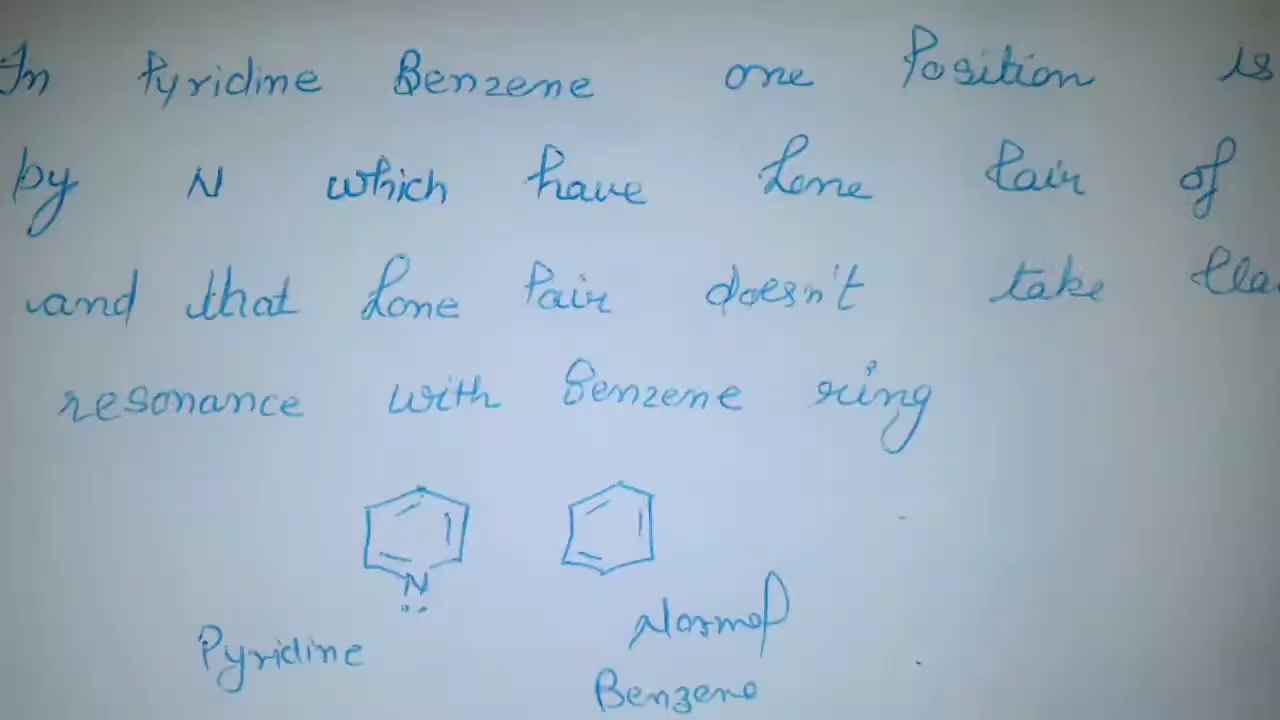 In Pyridine Benzene one Position is
by N which have Lone Pair of
and that Lone Pair doesn't take
resonance with Benzene ring
N
Pyridine
Normal
Benzene